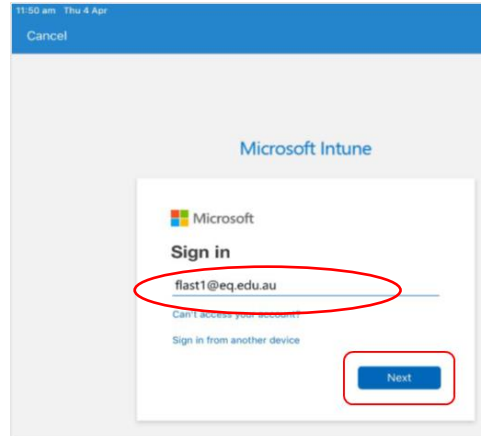 11:50 am Thu 4 Apr
Cancel
Microsoft Intune
Microsoft
Sign in
flast1@eq.edu.au
Can't access your account?
Sign in from another device
Next